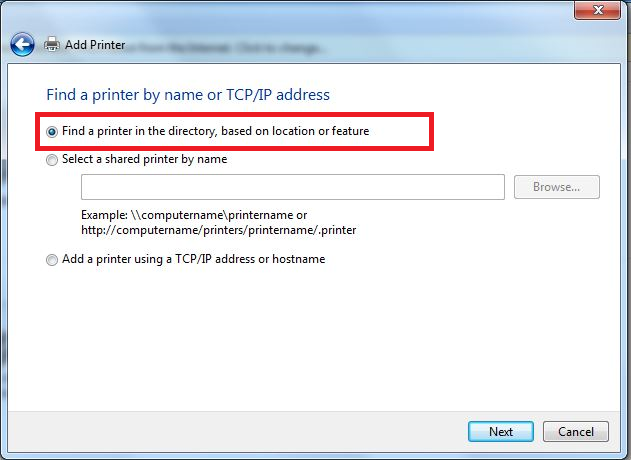 Add Printer
Find a printer by name or TCP/IP address
Find a printer in the directory, based on location or feature
Select a shared printer by name
Browse...
Example: \\computername\printername or
http://computername/printers/printername/.printer
Add a printer using a TCP/IP address or hostname
Next
Cancel